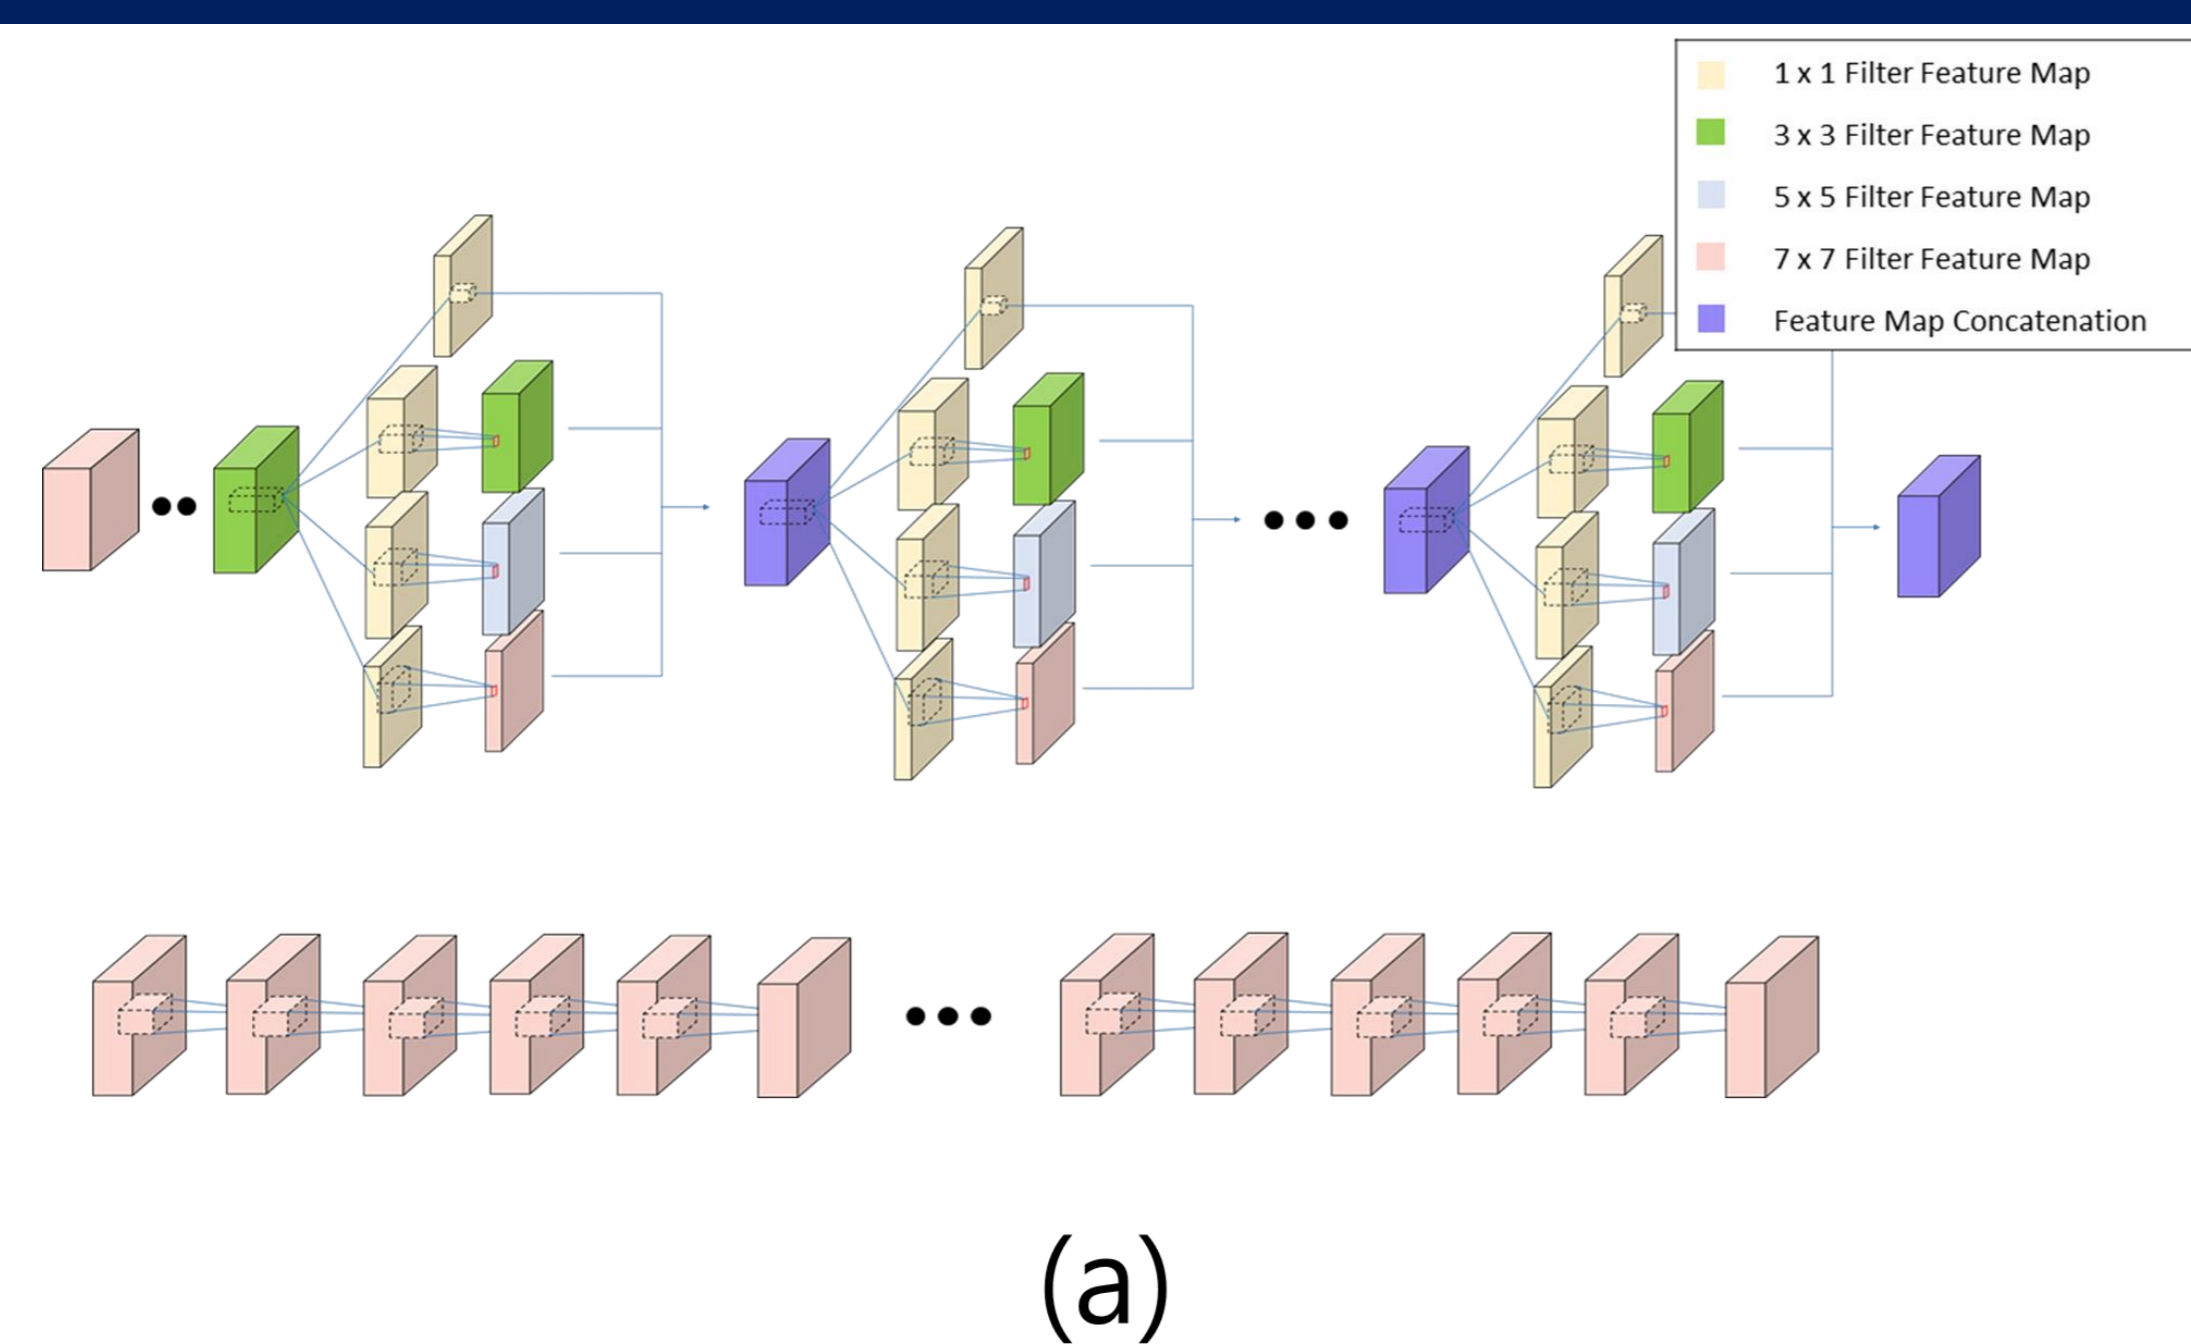 1 x 1 Filter Feature Map
3 x 3 Filter Feature Map
5 x 5 Filter Feature Map
7 x 7 Filter Feature Map
Feature Map Concatenation
(a)